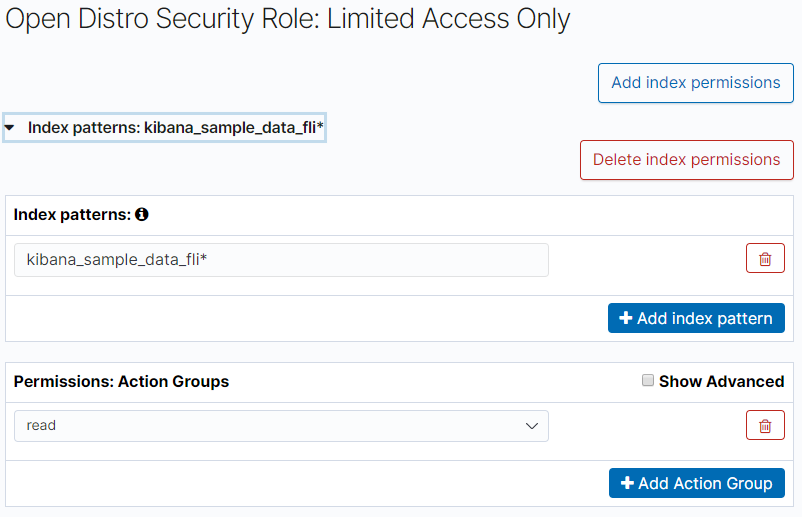 Open Distro Security Role: Limited Access Only
Add index permissions
Index patterns: kibana_sample_data_fli*
Delete index permissions
Index patterns:
kibana_sample_data_fli*
Add index pattern
Permissions: Action Groups
Show Advanced
read
Add Action Group